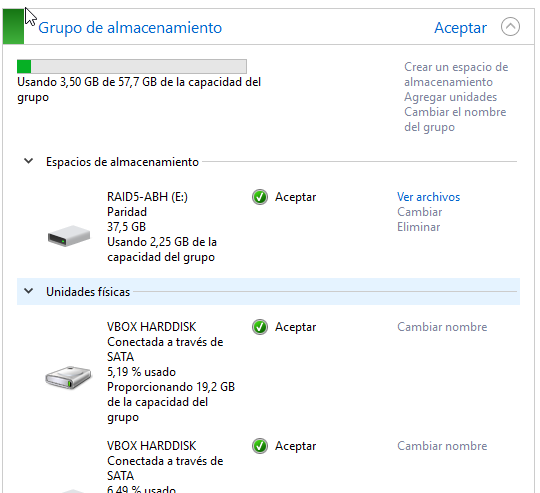 Grupo de almacenamiento
Aceptar
Usando 3,50 GB de 57,7 GB de la capacidad del
grupo
Crear un espacio de
almacenamiento
Agregar unidades
Cambiar el nombre
del grupo
Espacios de almacenamiento
RAID5-ABH (E:)
Paridad
37,5 GB
Usando 2,25 GB de la
capacidad del grupo
Aceptar
Ver archivos
Cambiar
Eliminar
Unidades físicas
VBOX HARDDISK
Conectada a través de
SATA
5,19 % usado
Proporcionando 19,2 GB
de la capacidad del
grupo
Aceptar
Cambiar nombre
VBOX HARDDISK
Conectada a través de
SATA
6,49 % usado
Aceptar
Cambiar nombre